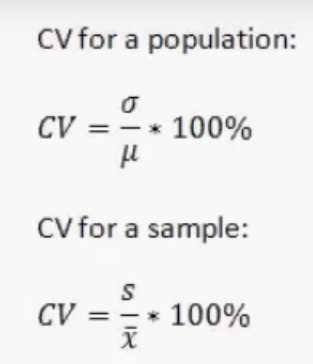 CV for a population:
CV = σ/μ * 100%
CV for a sample:
CV = s/x̄ * 100%